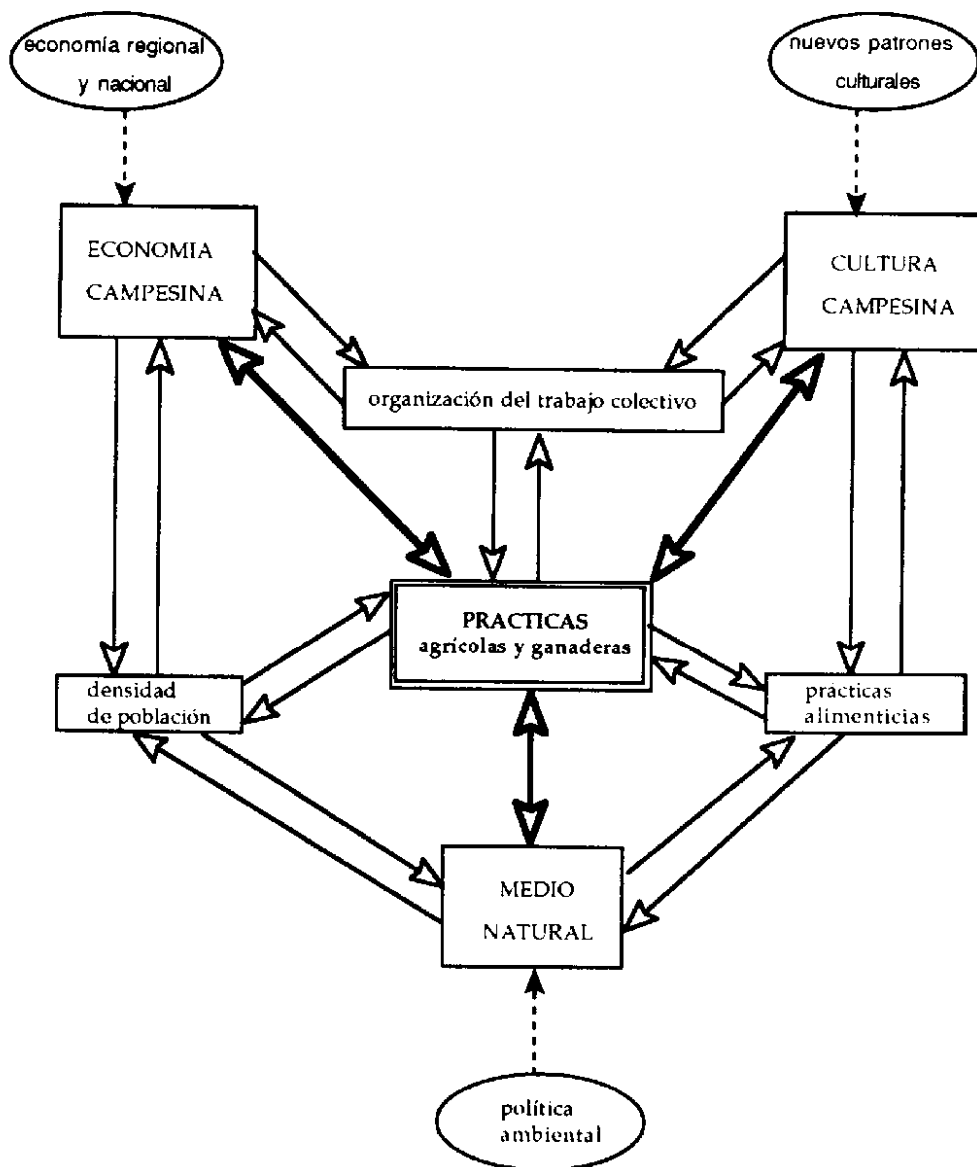 economía regional
y nacional
nuevos patrones
culturales
ECONOMIA
CAMPESINA
CULTURA
CAMPESINA
organización del trabajo colectivo
PRACTICAS
agrícolas y ganaderas
densidad
de población
prácticas
alimenticias
MEDIO
NATURAL
política
ambiental